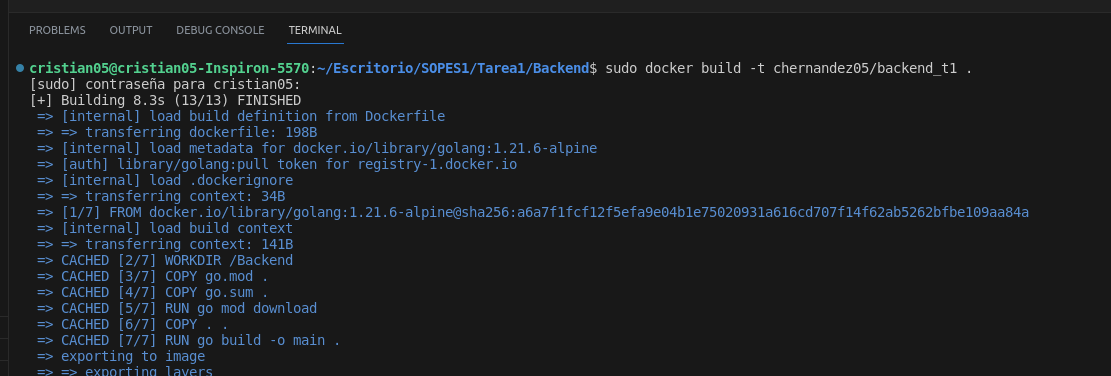 PROBLEMS OUTPUT DEBUG CONSOLE TERMINAL
cristian05@cristian05-Inspiron-5570:~/Escritorio/SOPES1/Tarea1/Backend$ sudo docker build -t chernandez05/backend_t1 .
[sudo] contraseña para cristian05:
[+] Building 8.3s (13/13) FINISHED
=> [internal] load build definition from Dockerfile
=> => transferring dockerfile: 198B
=> [internal] load metadata for docker.io/library/golang:1.21.6-alpine
=> [auth] library/golang:pull token for registry-1.docker.io
=> [internal] load .dockerignore
=> => transferring context: 34B
=> [1/7] FROM docker.io/library/golang:1.21.6-alpine@sha256:a6a7f1fcf12f5efa9e04b1e75020931a616cd707f14f62ab5262bfbe109aa84a
=> [internal] load build context
=> => transferring context: 141B
=> CACHED [2/7] WORKDIR /Backend
=> CACHED [3/7] COPY go.mod .
=> CACHED [4/7] COPY go.sum .
=> CACHED [5/7] RUN go mod download
=> CACHED [6/7] COPY . .
=> CACHED [7/7] RUN go build -o main .
=> exporting to image
=> => exporting layers